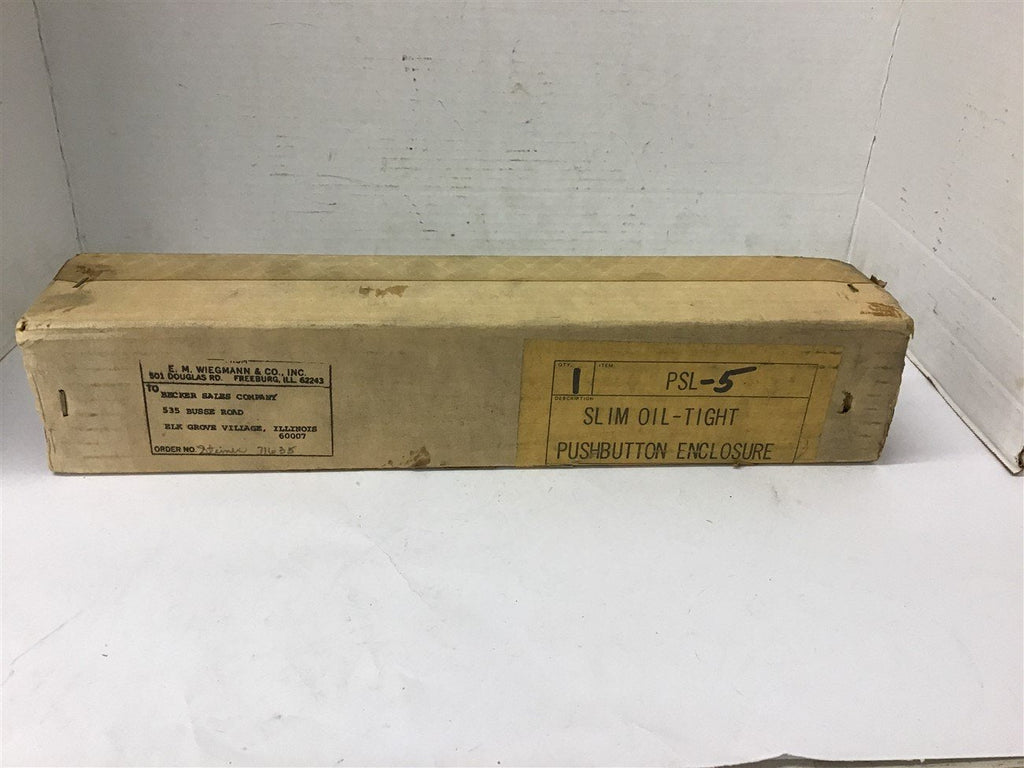 E. M. WIEGMANN & CO., INC.
501 DOUGLAS RD. FREEBURG, ILL. 62243
TO
BECKER SALES COMPANY
535 BUSSE ROAD
ELK GROVE VILLAGE, ILLINOIS
60007
ORDER NO. 71635
QTY. 1 ITEM PSL-5
DESCRIPTION
SLIM OIL-TIGHT
PUSHBUTTON ENCLOSURE